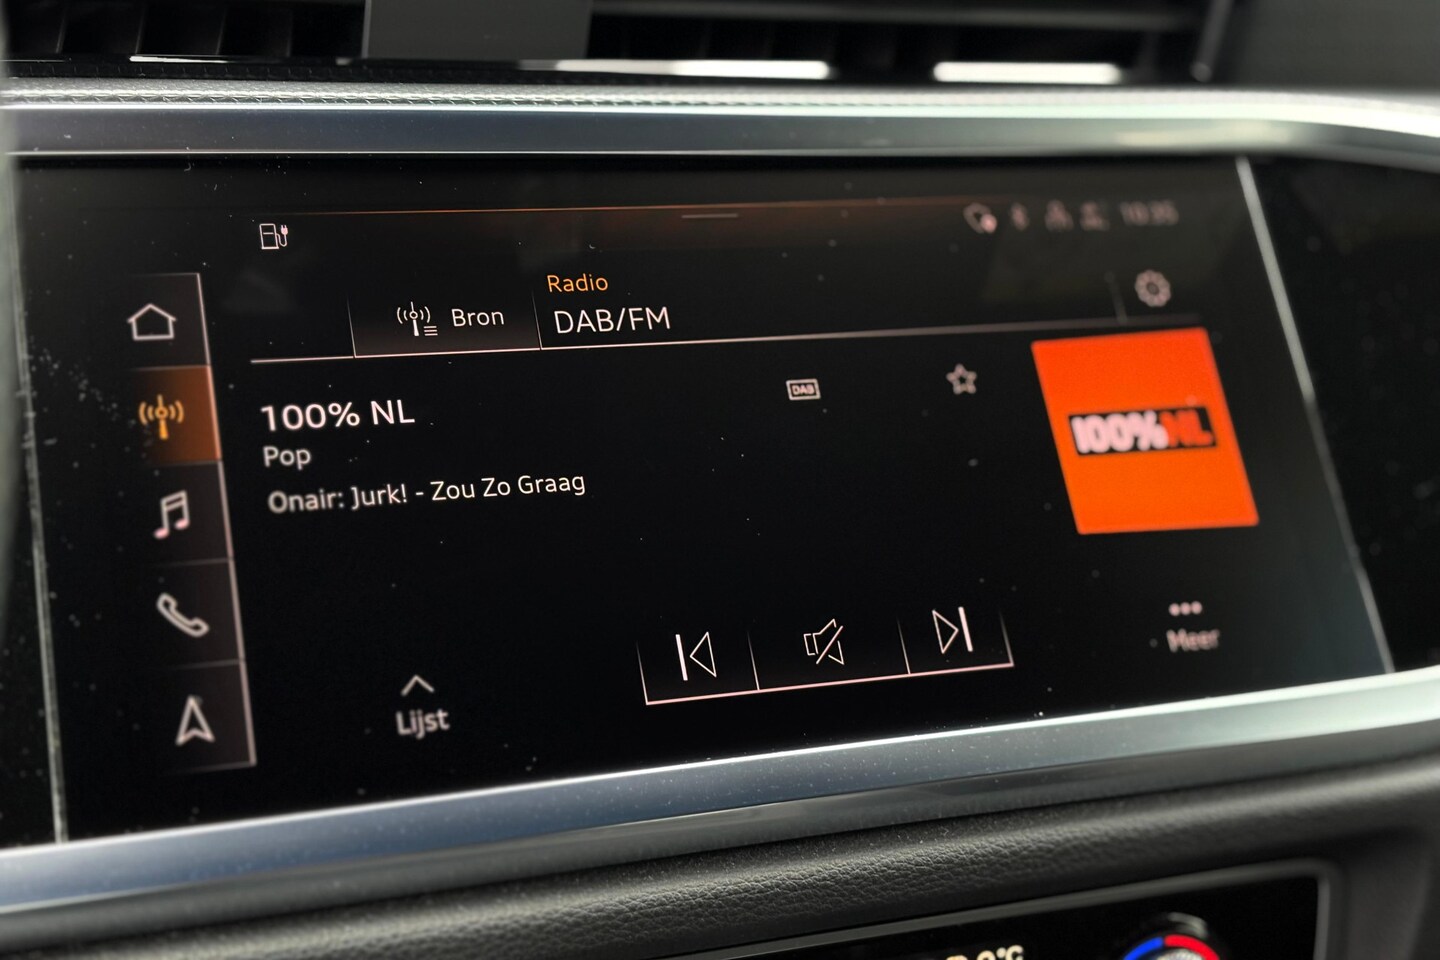 Radio
Bron
DAB/FM
100% NL
Pop
Onair: Jurk! - Zou Zo Graag
DAB
100%NL
Lijst
Meer